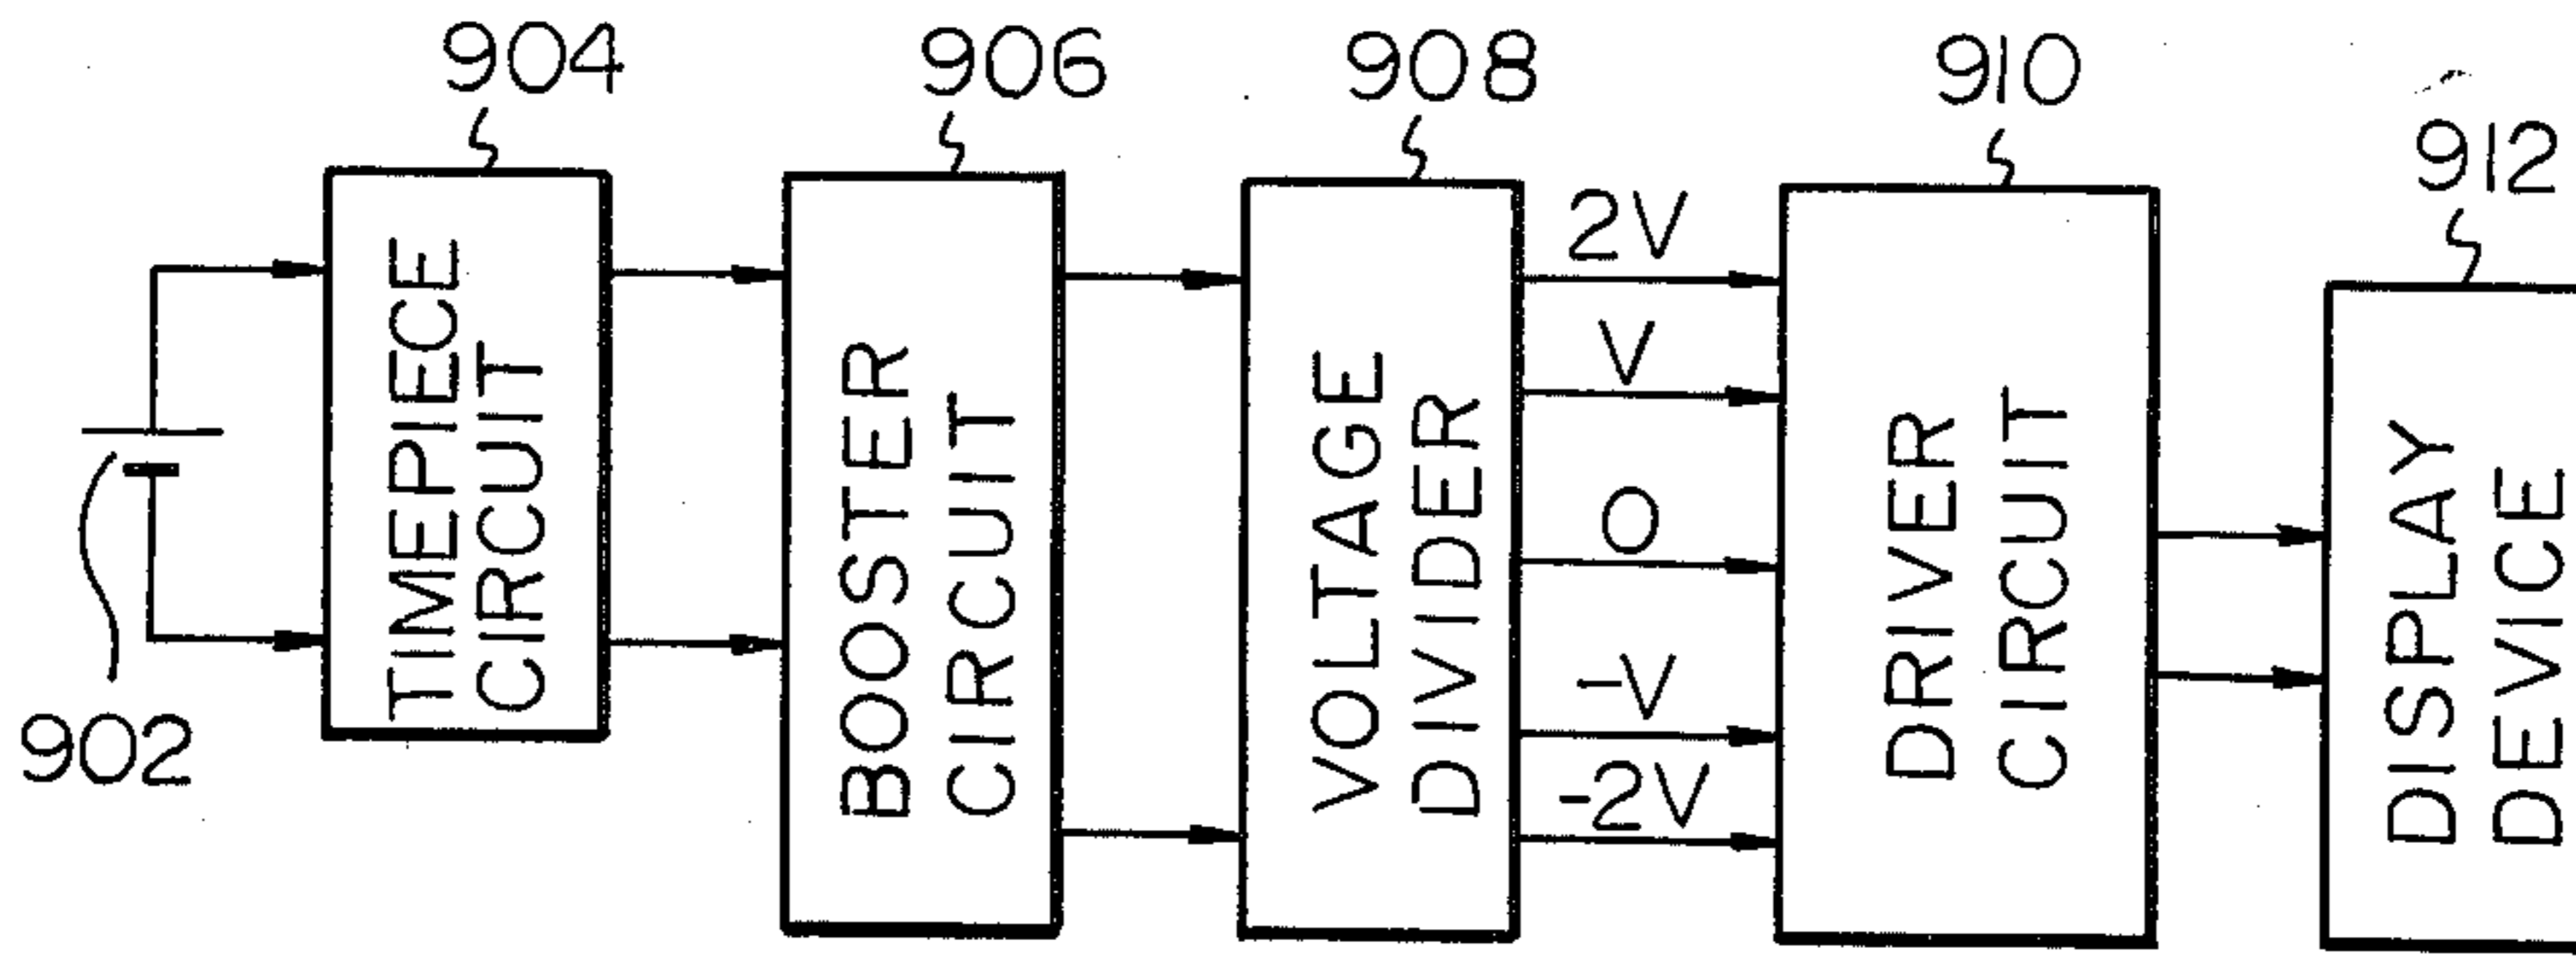 904
906
908
910
912
902
TIMEPIECE
CIRCUIT
BOOSTER
CIRCUIT
VOLTAGE
DIVIDER
2V
V
0
-V
-2V
DRIVER
CIRCUIT
DISPLAY
DEVICE